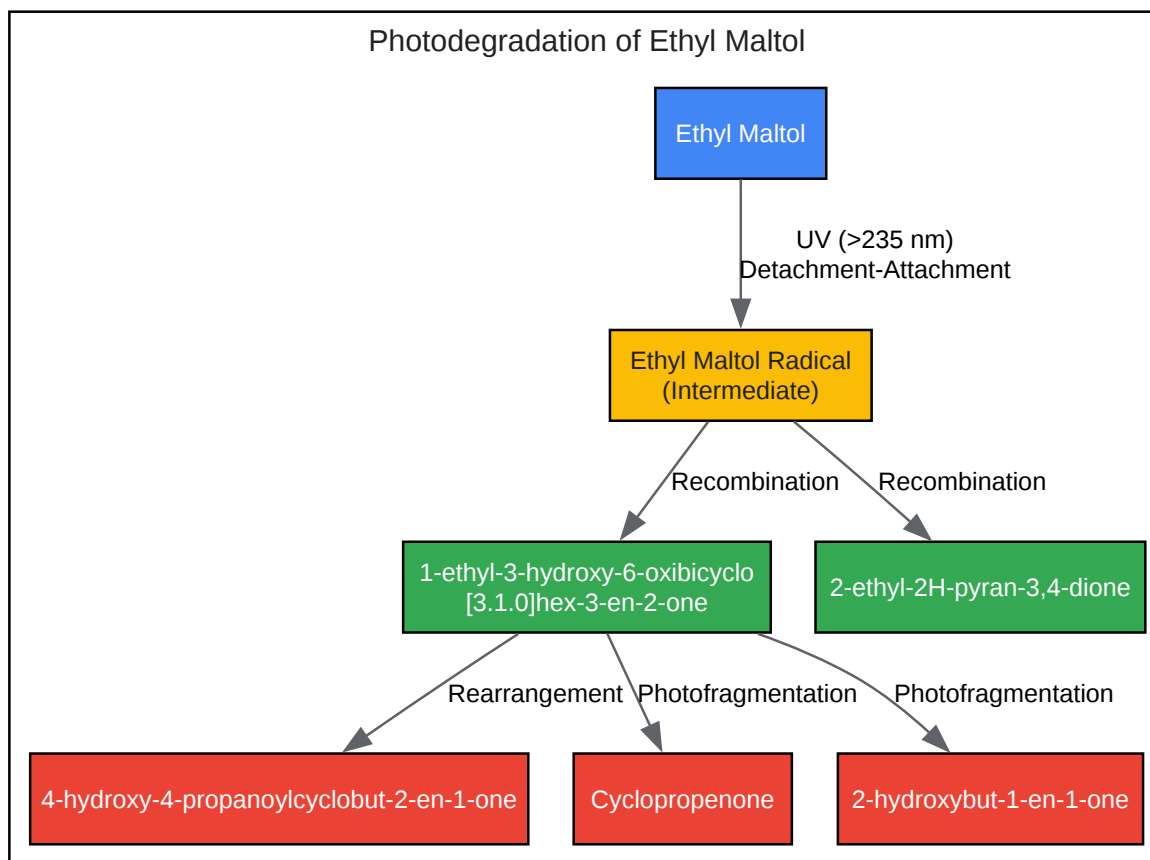 Photodegradation of Ethyl Maltol
Ethyl Maltol
UV (>235 nm)
Detachment-Attachment
Ethyl Maltol Radical
(Intermediate)
Recombination
Recombination
1-ethyl-3-hydroxy-6-oxibicyclo
[3.1.0]hex-3-en-2-one
2-ethyl-2H-pyran-3,4-dione
Rearrangement
Photofragmentation
Photofragmentation
4-hydroxy-4-propanoylcyclobut-2-en-1-one
Cyclopropenone
2-hydroxybut-1-en-1-one